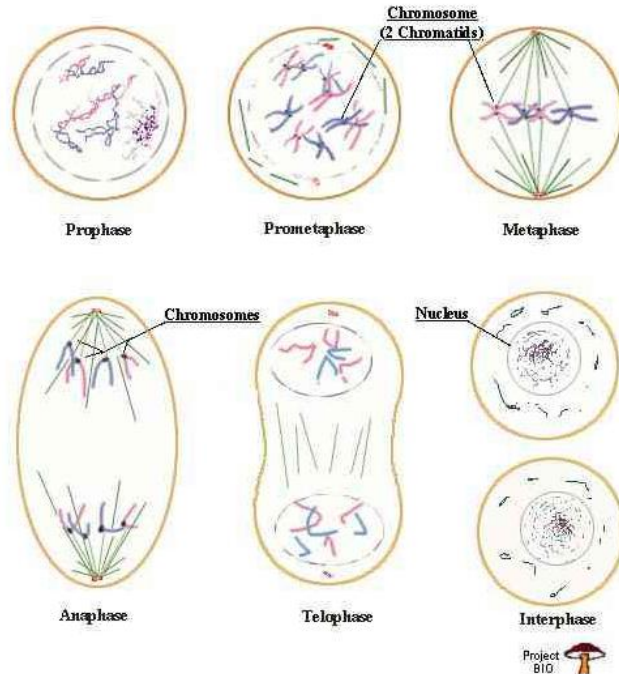 Chromosome
(2 Chromatids)
Prophase
Prometaphase
Metaphase
Chromosomes
Nucleus
Anaphase
Telophase
Interphase
Project
BIO